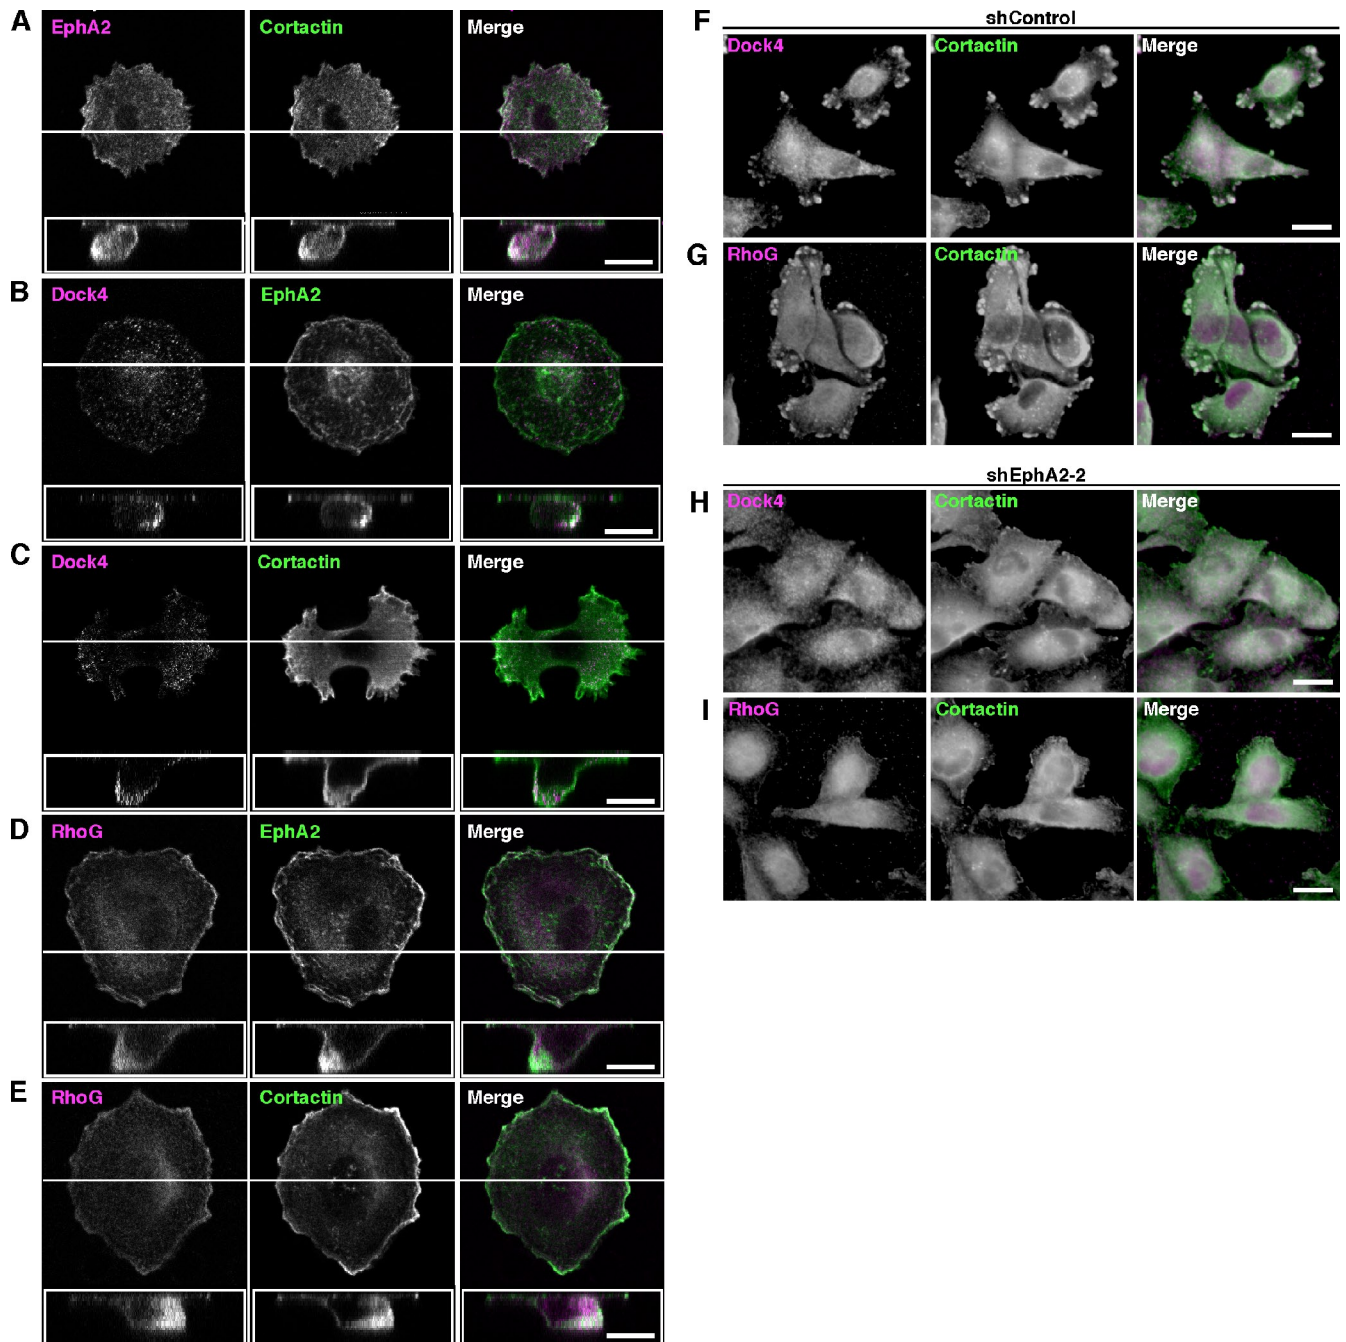 A
EphA2 Cortactin Merge
B
Dock4 EphA2 Merge
C
Dock4 Cortactin Merge
D
RhoG EphA2 Merge
E
RhoG Cortactin Merge
F
shControl
Dock4 Cortactin Merge
G
RhoG Cortactin Merge
shEphA2-2
H
Dock4 Cortactin Merge
I
RhoG Cortactin Merge